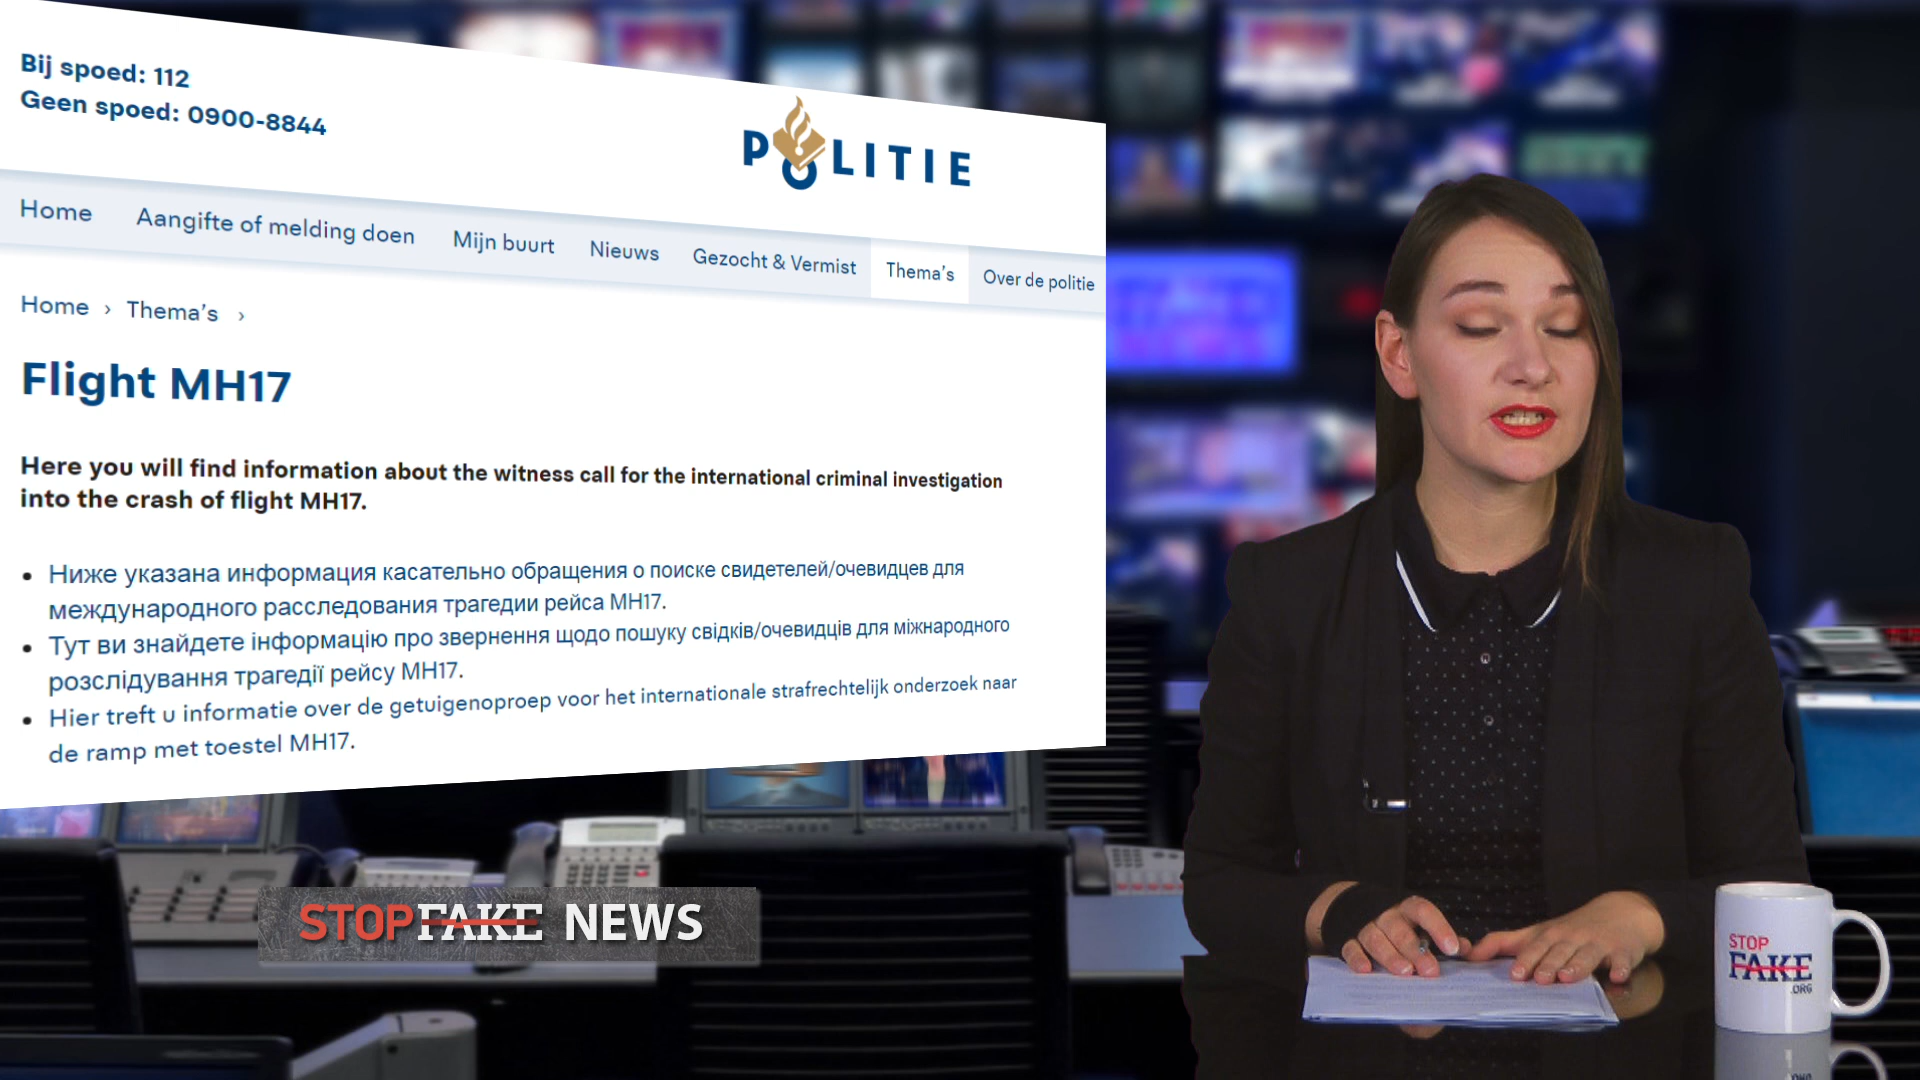 Bij spoed: 112
Geen spoed: 0900-8844
POLITIE
Home Aangifte of melding doen Mijn buurt Nieuws Gezocht & Vermist Thema's Over de politie
Home › Thema's ›
Flight MH17
Here you will find information about the witness call for the international criminal investigation
into the crash of flight MH17.
• Ниже указана информация касательно обращения о поиске свидетелей/очевидцев для
международного расследования трагедии рейса MH17.
• Тут ви знайдете інформацію про звернення щодо пошуку свідків/очевидців для міжнародного
розслідування трагедії рейсу MH17.
• Hier treft u informatie over de getuigenoproep voor het internationale strafrechtelijk onderzoek naar
de ramp met toestel MH17.
STOPFAKE NEWS
STOP
FAKE
.ORG